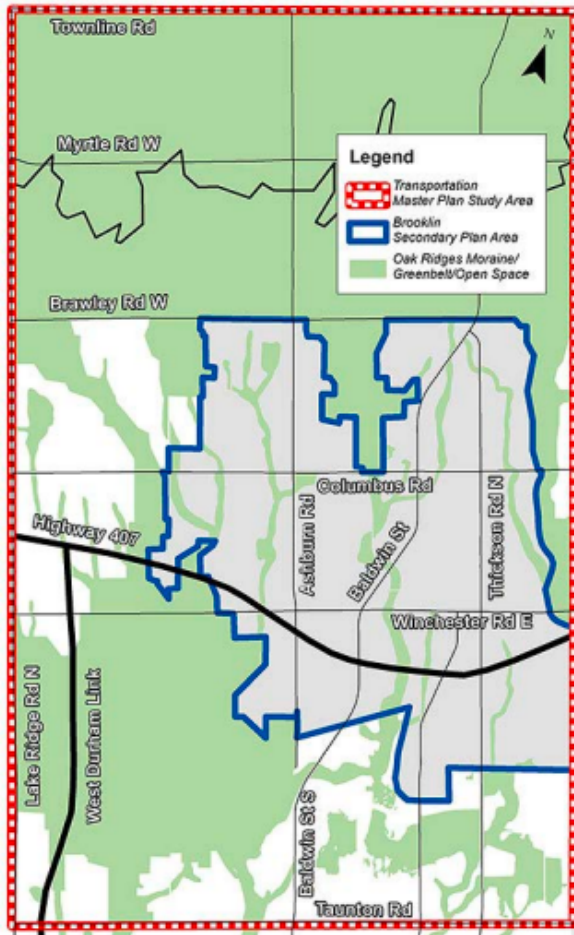 Townline Rd
N
Myrtle Rd W
Legend
Transportation
Master Plan Study Area
Brooklin
Secondary Plan Area
Oak Ridges Moraine/
Greenbelt/Open Space
Brawley Rd W
Columbus Rd
Highway 407
Ashburn Rd
Baldwin St
Thickson Rd N
Winchester Rd E
Lake Ridge Rd N
West Durham Link
Baldwin St S
Taunton Rd